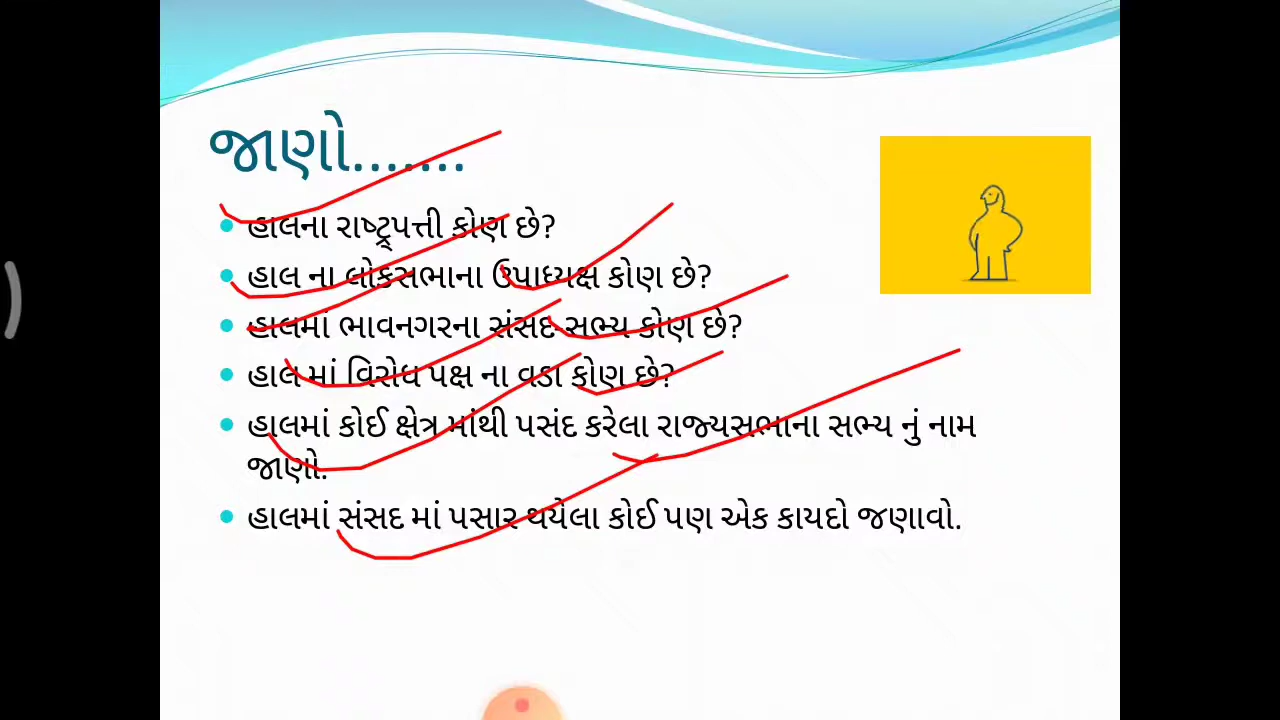 જાણો.......
હાલના રાષ્ટ્રપત્તી કોણ છે?
હાલ ના લોકસભાના ઉપાધ્યક્ષ કોણ છે?
હાલમાં ભાવનગરના સંસદ સભ્ય કોણ છે?
હાલ માં વિરોધ પક્ષ ના વડા કોણ છે?
હાલમાં કોઈ ક્ષેત્ર માંથી પસંદ કરેલા રાજ્યસભાના સભ્ય નું નામ
જાણો.
હાલમાં સંસદ માં પસાર થયેલા કોઈ પણ એક કાયદો જણાવો.